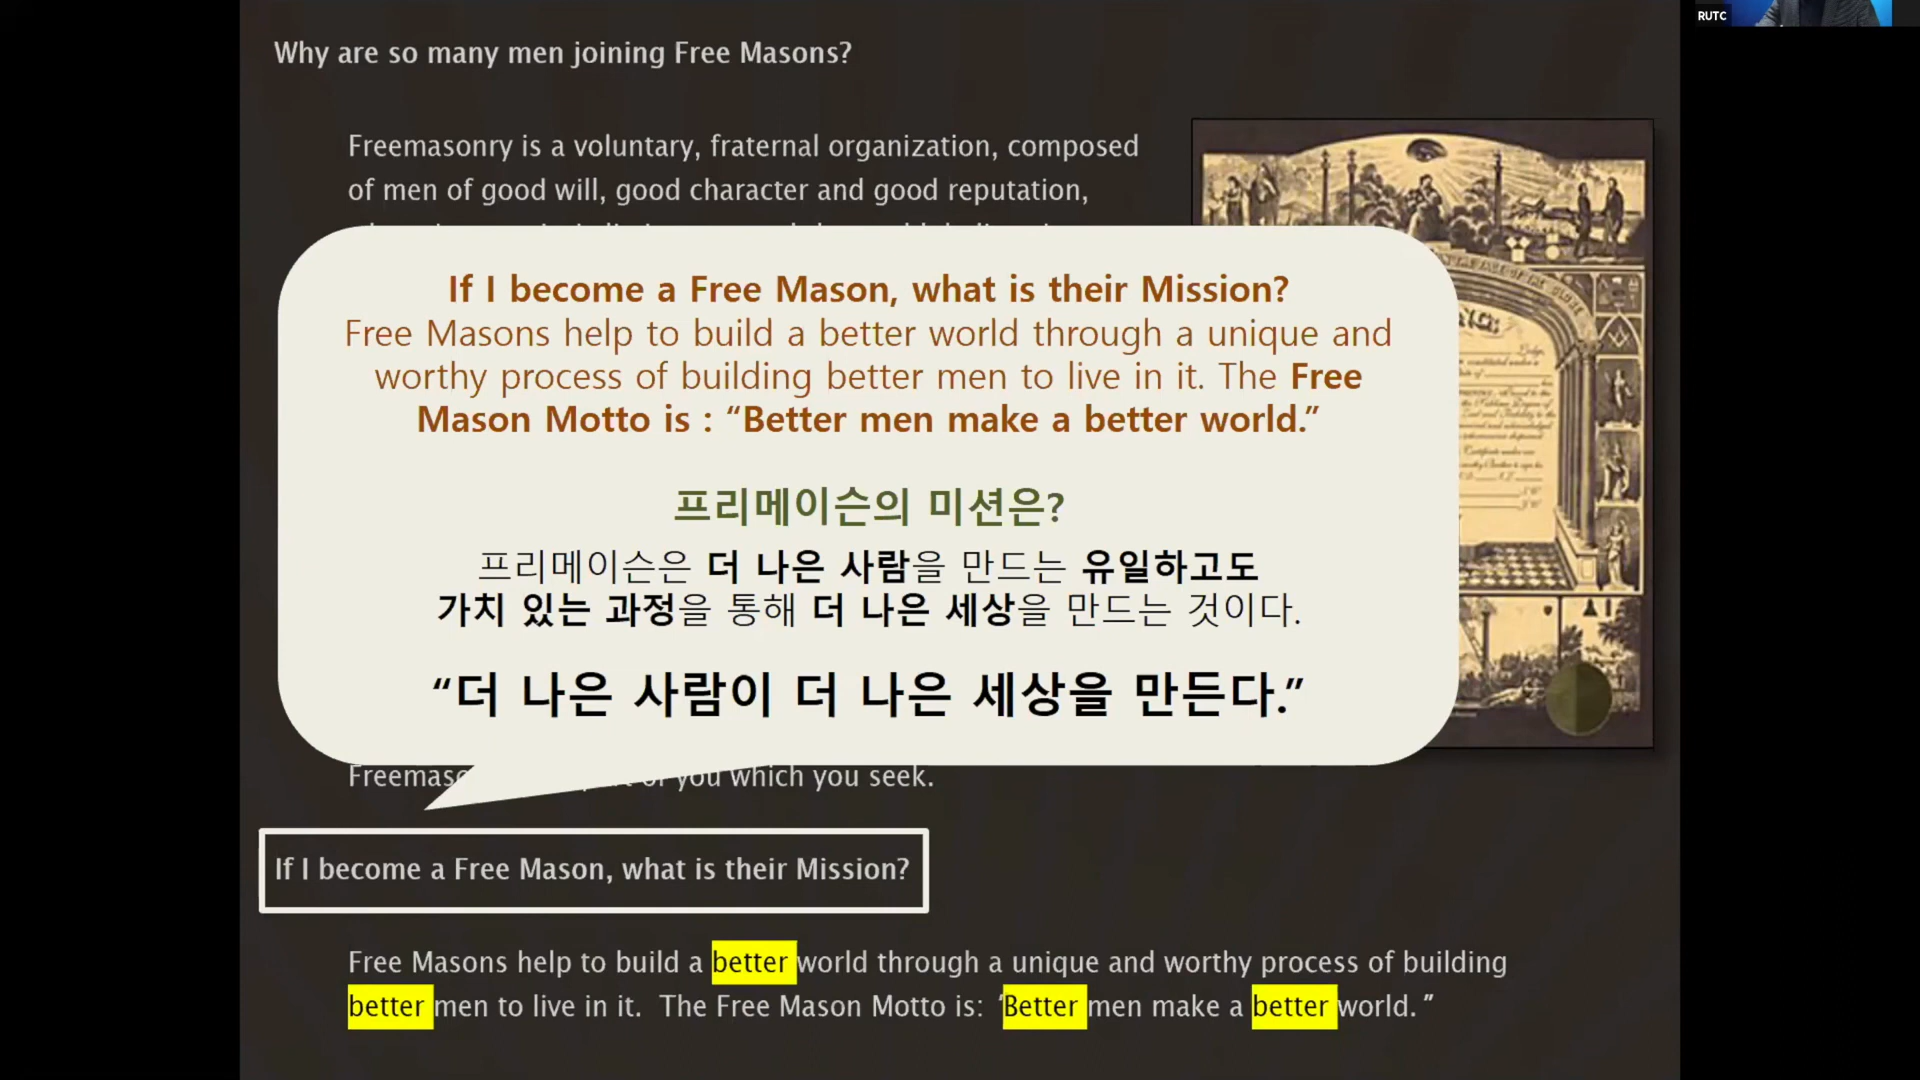 RUTC
Why are so many men joining Free Masons?
Freemasonry is a voluntary, fraternal organization, composed
of men of good will, good character and good reputation,
If I become a Free Mason, what is their Mission?
Free Masons help to build a better world through a unique and
worthy process of building better men to live in it. The Free
Mason Motto is : “Better men make a better world.”
프리메이슨의 미션은?
프리메이슨은 더 나은 사람을 만드는 유일하고도
가치 있는 과정을 통해 더 나은 세상을 만드는 것이다.
“더 나은 사람이 더 나은 세상을 만든다.”
you which you seek.
If I become a Free Mason, what is their Mission?
Free Masons help to build a better world through a unique and worthy process of building
better men to live in it. The Free Mason Motto is: “Better men make a better world. ”